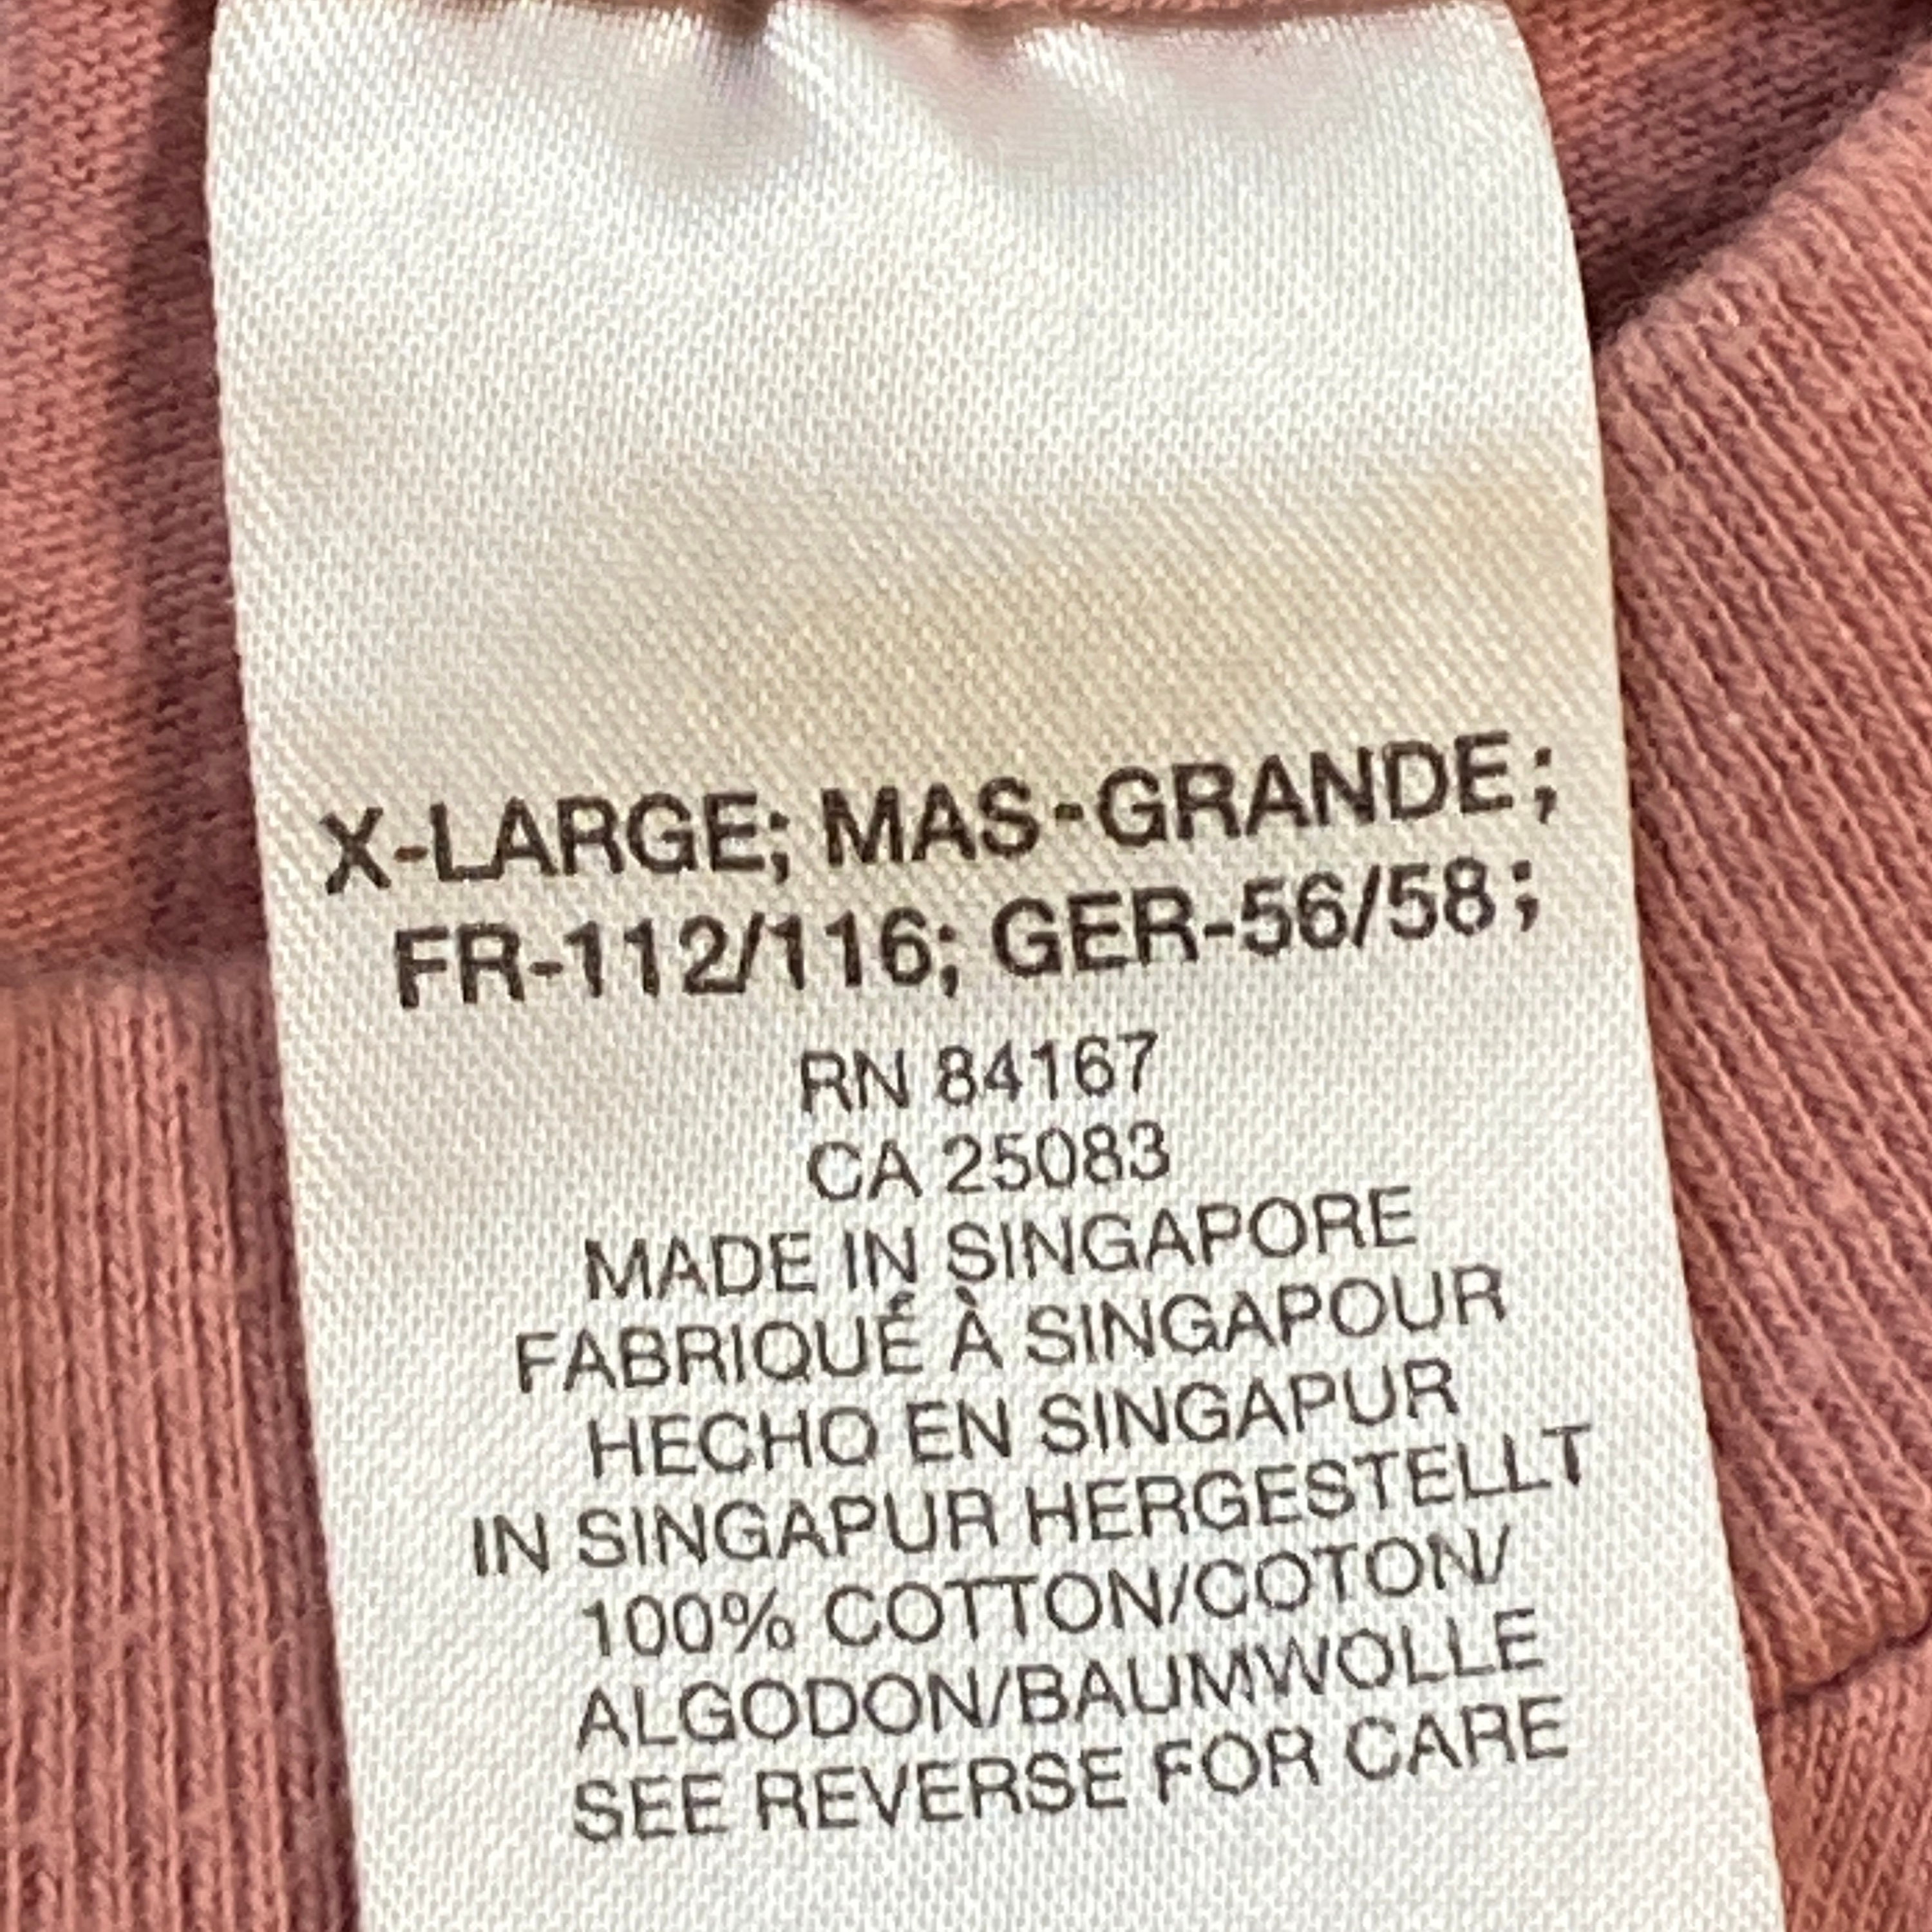 X-LARGE; MAS-GRANDE;
FR-112/116; GER-56/58;
RN 84167
CA 25083
MADE IN SINGAPORE
FABRIQUÉ À SINGAPOUR
HECHO EN SINGAPUR
IN SINGAPUR HERGESTELLT
100% COTTON/COTON/
ALGODON/BAUMWOLLE
SEE REVERSE FOR CARE